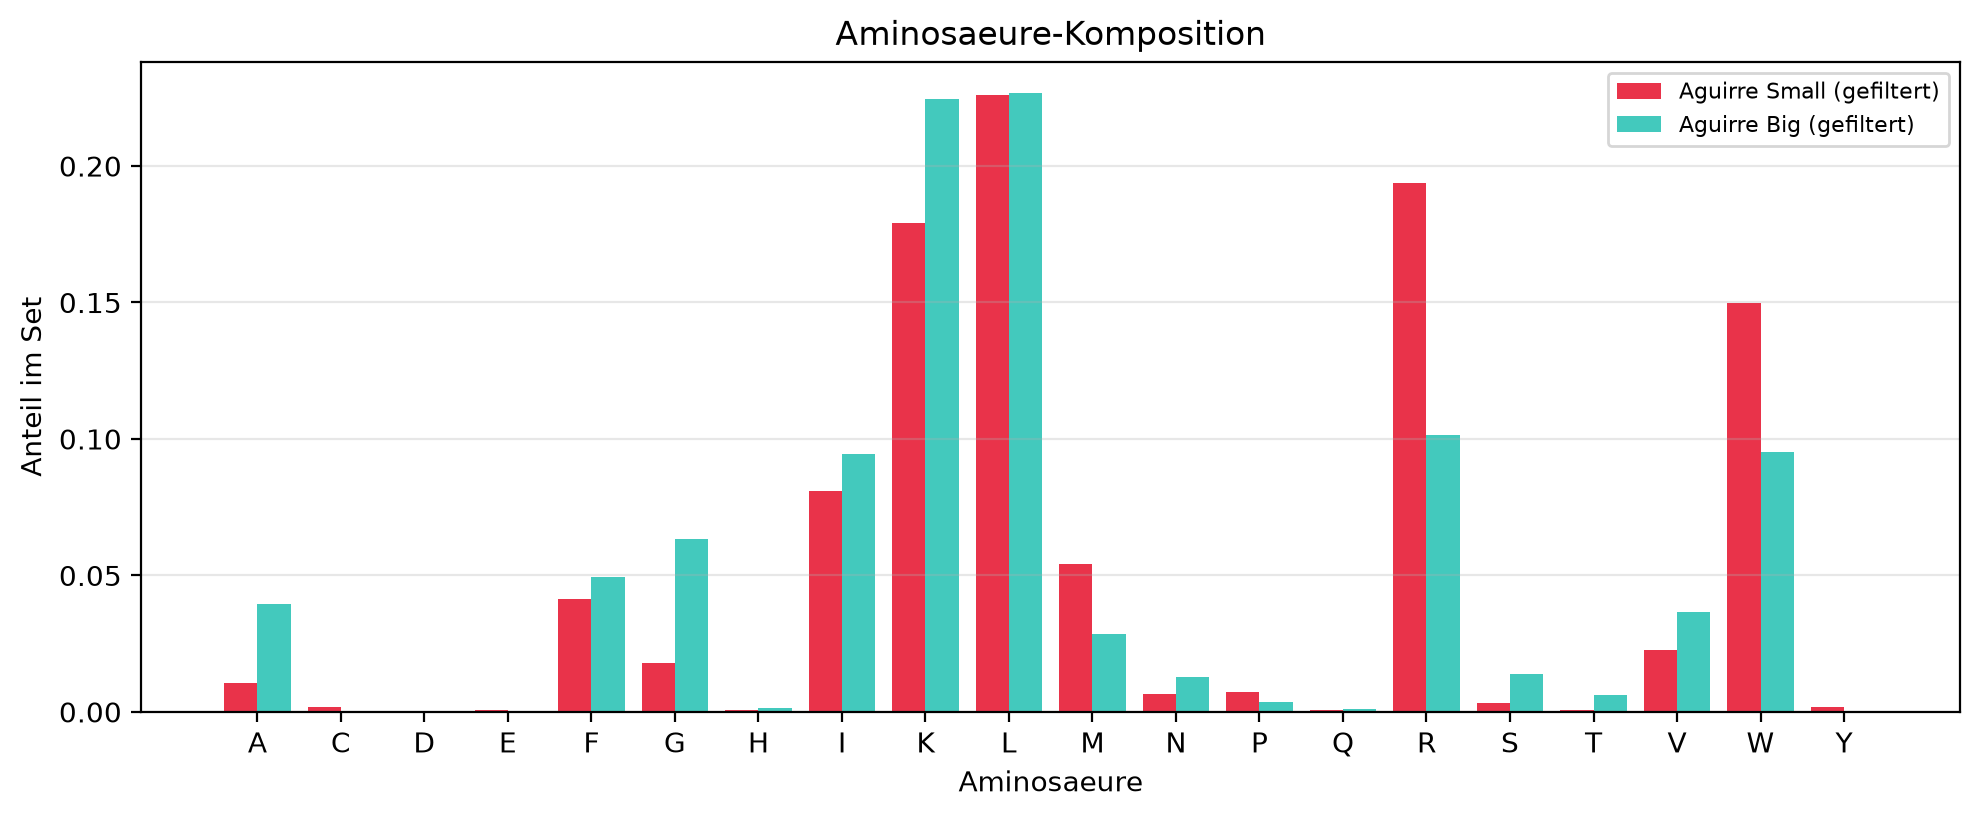 Aminosaeure-Komposition
Aguirre Small (gefiltert)
Aguirre Big (gefiltert)
Anteil im Set
0.20
0.15
0.10
0.05
0.00
A C D E F G H I K L M N P Q R S T V W Y
Aminosaeure